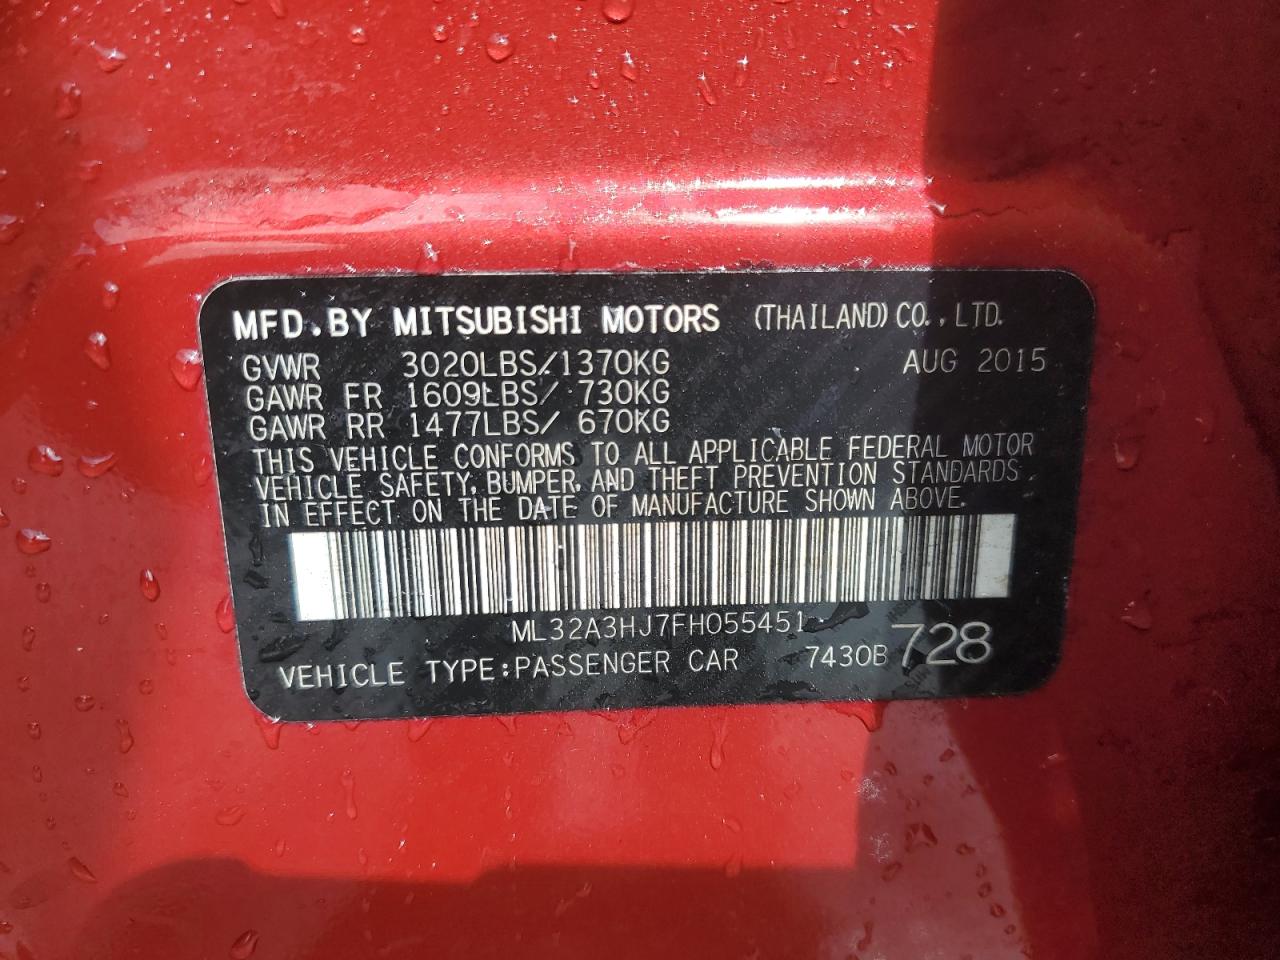 MFD.BY MITSUBISHI MOTORS (THAILAND) CO., LTD.
GVWR 3020LBS/1370KG AUG 2015
GAWR FR 1609LBS/ 730KG
GAWR RR 1477LBS/ 670KG
THIS VEHICLE CONFORMS TO ALL APPLICABLE FEDERAL MOTOR
VEHICLE SAFETY, BUMPER, AND THEFT PREVENTION STANDARDS
IN EFFECT ON THE DATE OF MANUFACTURE SHOWN ABOVE.
ML32A3HJ7FH055451
VEHICLE TYPE:PASSENGER CAR 7430B 728